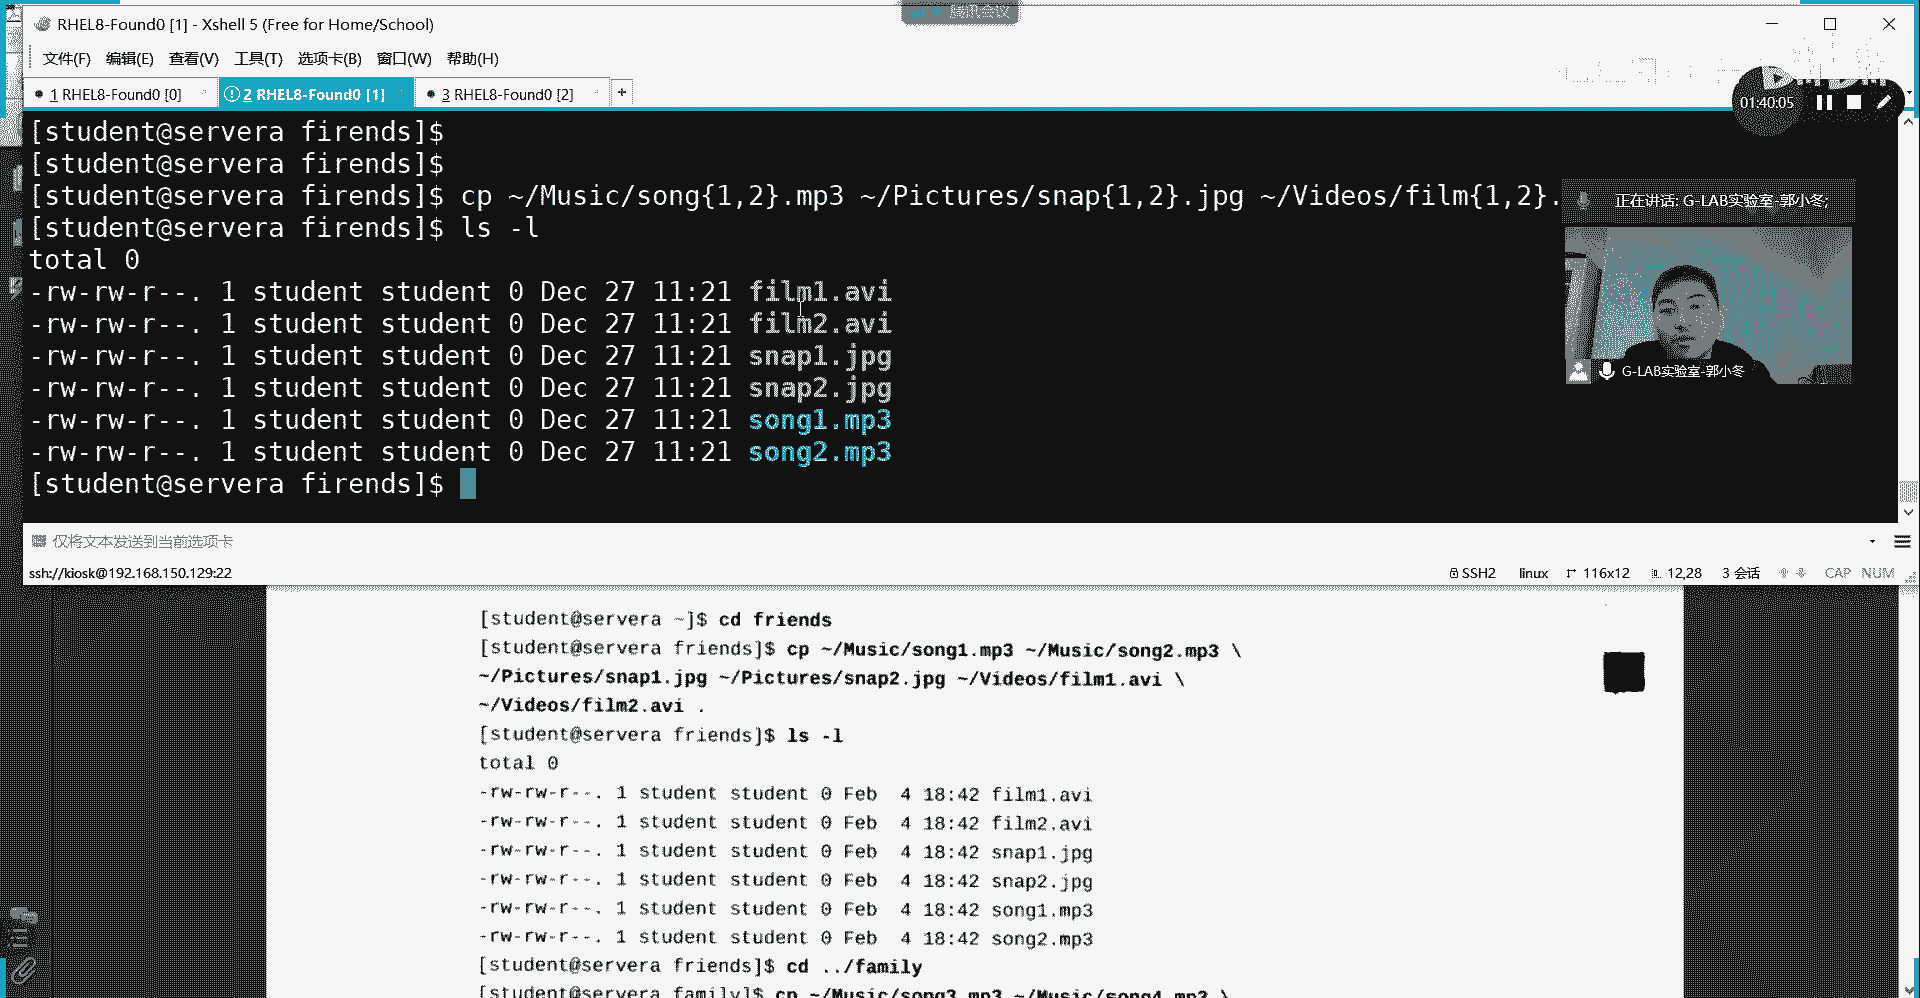 腾讯会议
RHEL8-Found0 [1] - Xshell 5 (Free for Home/School)
文件(F) 编辑(E) 查看(V) 工具(T) 选项卡(B) 窗口(W) 帮助(H)
1 RHEL8-Found0 [0] 2 RHEL8-Found0 [1] 3 RHEL8-Found0 [2] +
01:40:05
[student@servera firends]$
[student@servera firends]$
[student@servera firends]$ cp ~/Music/song{1,2}.mp3 ~/Pictures/snap{1,2}.jpg ~/Videos/film{1,2}.
正在讲话: G-LAB实验室-郭小冬;
[student@servera firends]$ ls -l
total 0
-rw-rw-r--. 1 student student 0 Dec 27 11:21 film1.avi
-rw-rw-r--. 1 student student 0 Dec 27 11:21 film2.avi
-rw-rw-r--. 1 student student 0 Dec 27 11:21 snap1.jpg
G-LAB实验室-郭小冬
-rw-rw-r--. 1 student student 0 Dec 27 11:21 snap2.jpg
-rw-rw-r--. 1 student student 0 Dec 27 11:21 song1.mp3
-rw-rw-r--. 1 student student 0 Dec 27 11:21 song2.mp3
[student@servera firends]$
仅将文本发送到当前选项卡
ssh://kiosk@192.168.150.129:22 SSH2 linux 116x12 12,28 3 会话 CAP NUM
[student@servera ~]$ cd friends
[student@servera friends]$ cp ~/Music/song1.mp3 ~/Music/song2.mp3 \
~/Pictures/snap1.jpg ~/Pictures/snap2.jpg ~/Videos/film1.avi \
~/Videos/film2.avi .
[student@servera friends]$ ls -l
total 0
-rw-rw-r--. 1 student student 0 Feb  4 18:42 film1.avi
-rw-rw-r--. 1 student student 0 Feb  4 18:42 film2.avi
-rw-rw-r--. 1 student student 0 Feb  4 18:42 snap1.jpg
-rw-rw-r--. 1 student student 0 Feb  4 18:42 snap2.jpg
-rw-rw-r--. 1 student student 0 Feb  4 18:42 song1.mp3
-rw-rw-r--. 1 student student 0 Feb  4 18:42 song2.mp3
[student@servera friends]$ cd ../family
[student@servera family]$ cp ~/Music/song3.mp3 ~/Music/song4.mp3 \